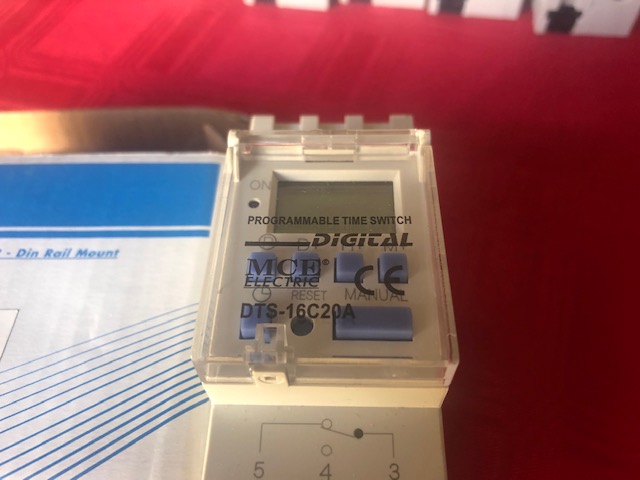 - Din Rail Mount
ON
PROGRAMMABLE TIME SWITCH
DiGiTAL
D+ H+ M+
MCE®
ELECTRIC
CE
RESET MANUAL
DTS-16C20A
5 4 3